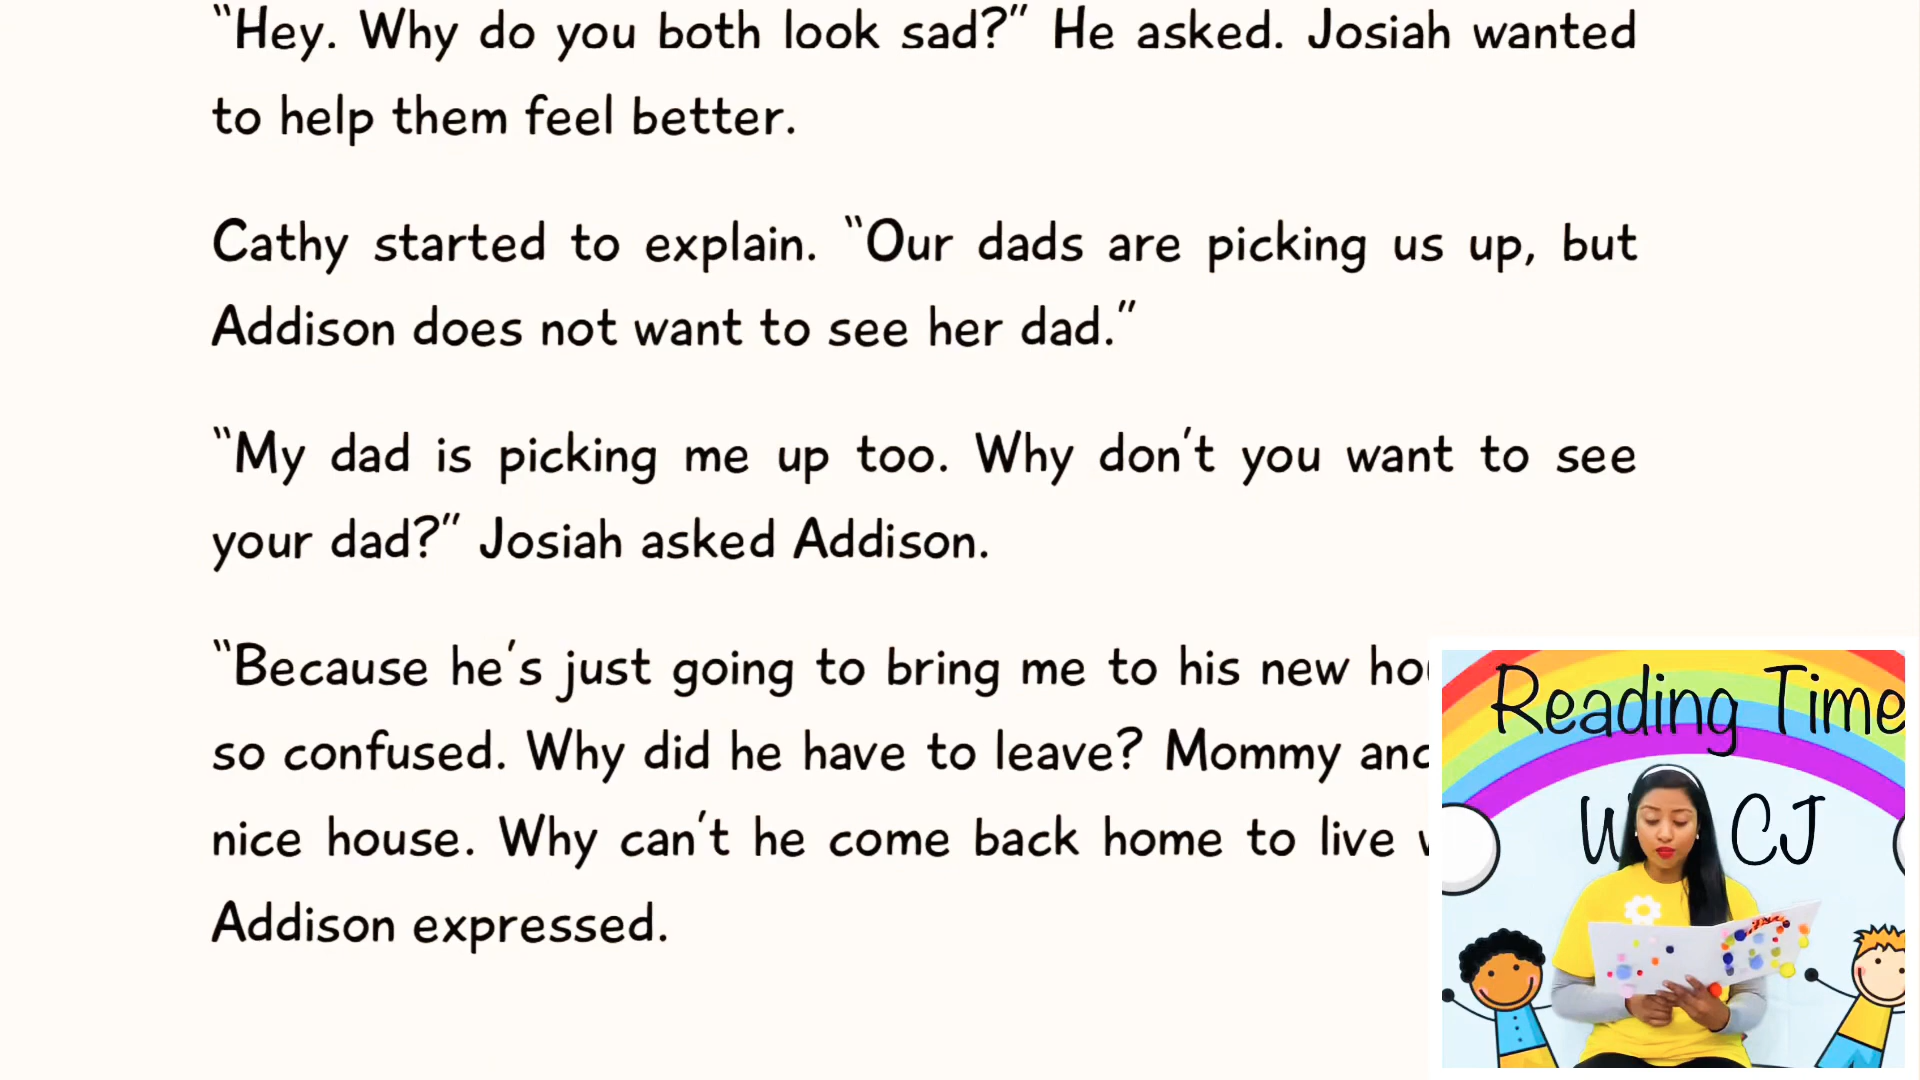 “Hey. Why do you both look sad?” He asked. Josiah wanted
to help them feel better.
Cathy started to explain. “Our dads are picking us up, but
Addison does not want to see her dad.”
“My dad is picking me up too. Why don’t you want to see
your dad?” Josiah asked Addison.
“Because he’s just going to bring me to his new
so confused. Why did he have to leave? Mommy
nice house. Why can’t he come back home to live
Addison expressed.
Reading Time
CJ